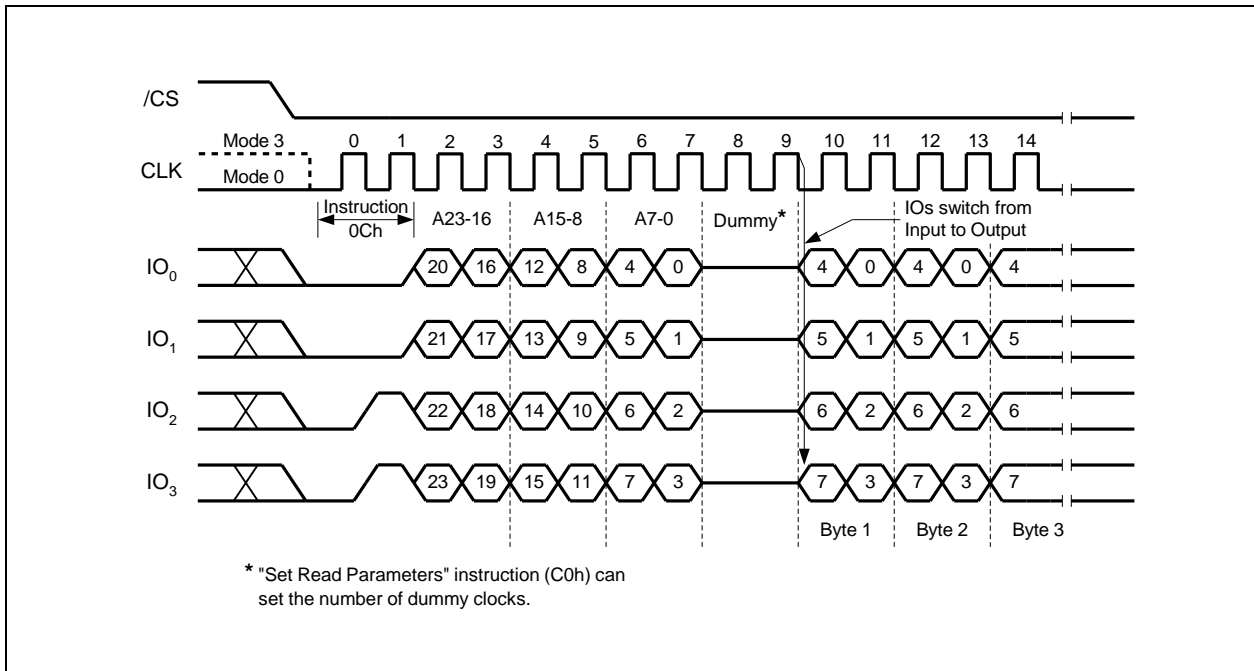 /CS
Mode 3 0 1 2 3 4 5 6 7 8 9 10 11 12 13 14
CLK Mode 0
Instruction
0Ch
A23-16 A15-8 A7-0 Dummy*
IOs switch from
Input to Output
IO0 20 16 12 8 4 0 4 0 4 0 4
IO1 21 17 13 9 5 1 5 1 5 1 5
IO2 22 18 14 10 6 2 6 2 6 2 6
IO3 23 19 15 11 7 3 7 3 7 3 7
Byte 1 Byte 2 Byte 3
* "Set Read Parameters" instruction (C0h) can
set the number of dummy clocks.